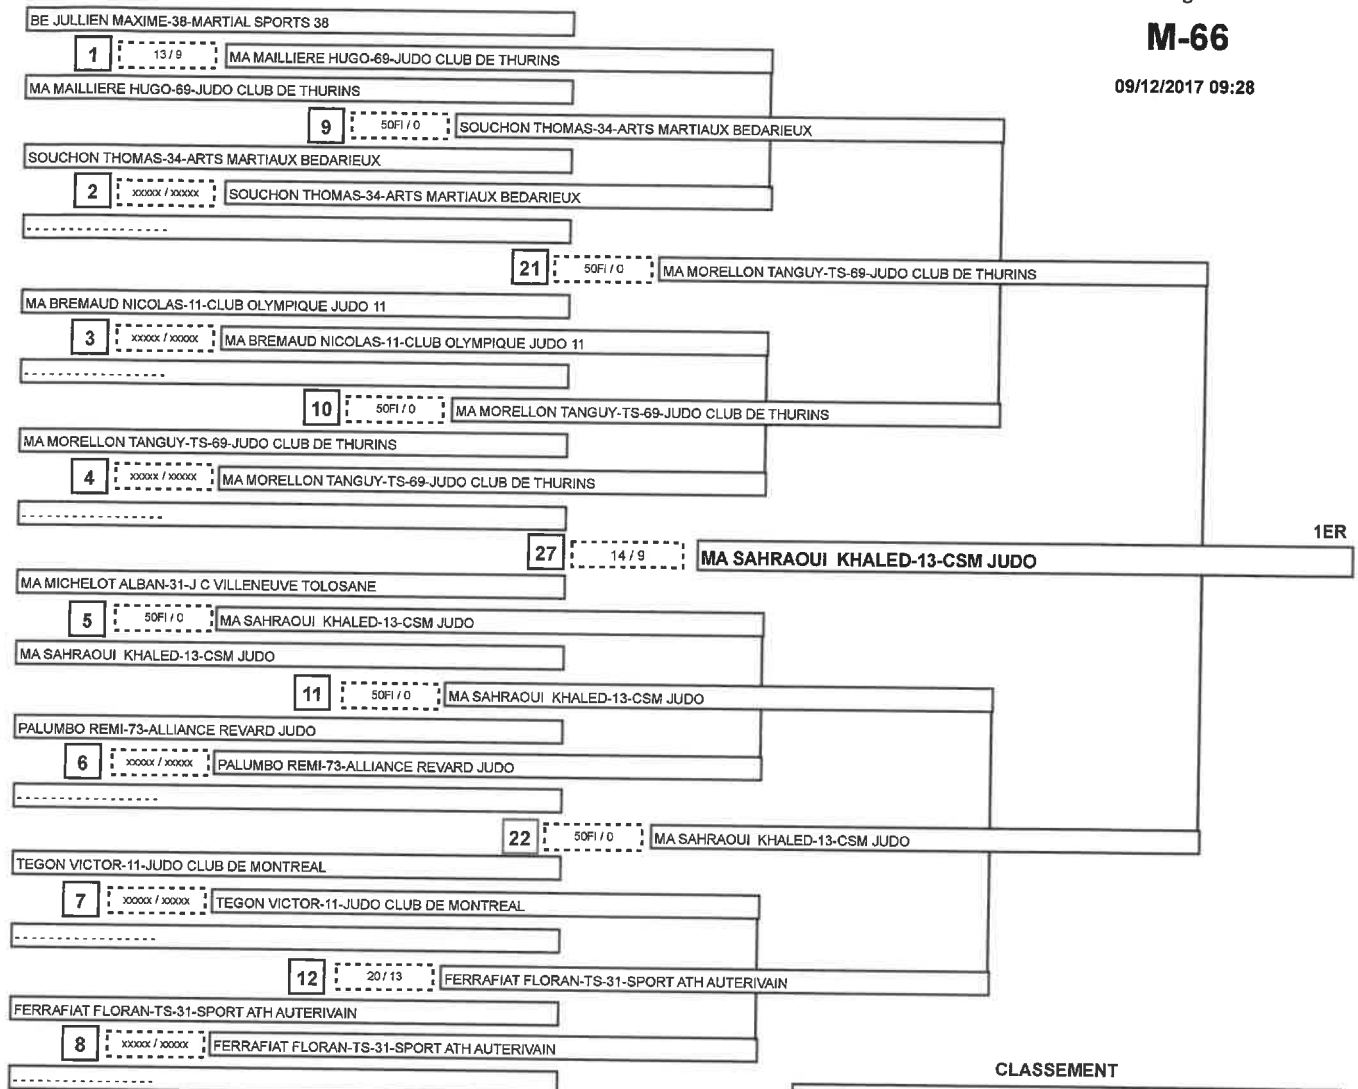 BE JULLIEN MAXIME-38-MARTIAL SPORTS 38
M-66
1 13/9 MA MAILLIERE HUGO-69-JUDO CLUB DE THURINS
MA MAILLIERE HUGO-69-JUDO CLUB DE THURINS
09/12/2017 09:28
9 50FI/0 SOUCHON THOMAS-34-ARTS MARTIAUX BEDARIEUX
SOUCHON THOMAS-34-ARTS MARTIAUX BEDARIEUX
2 xxxxx / xxxxx SOUCHON THOMAS-34-ARTS MARTIAUX BEDARIEUX
- - - - - - - - - - - - - - - -
21 50FI/0 MA MORELLON TANGUY-TS-69-JUDO CLUB DE THURINS
MA BREMAUD NICOLAS-11-CLUB OLYMPIQUE JUDO 11
3 xxxxx / xxxxx MA BREMAUD NICOLAS-11-CLUB OLYMPIQUE JUDO 11
- - - - - - - - - - - - - - - -
10 50FI/0 MA MORELLON TANGUY-TS-69-JUDO CLUB DE THURINS
MA MORELLON TANGUY-TS-69-JUDO CLUB DE THURINS
4 xxxxx / xxxxx MA MORELLON TANGUY-TS-69-JUDO CLUB DE THURINS
- - - - - - - - - - - - - - - -
1ER
27 14/9 MA SAHRAOUI KHALED-13-CSM JUDO
MA MICHELOT ALBAN-31-J C VILLENEUVE TOLOSANE
5 50FI/0 MA SAHRAOUI KHALED-13-CSM JUDO
MA SAHRAOUI KHALED-13-CSM JUDO
11 50FI/0 MA SAHRAOUI KHALED-13-CSM JUDO
PALUMBO REMI-73-ALLIANCE REVARD JUDO
6 xxxxx / xxxxx PALUMBO REMI-73-ALLIANCE REVARD JUDO
- - - - - - - - - - - - - - - -
22 50FI/0 MA SAHRAOUI KHALED-13-CSM JUDO
TEGON VICTOR-11-JUDO CLUB DE MONTREAL
7 xxxxx / xxxxx TEGON VICTOR-11-JUDO CLUB DE MONTREAL
- - - - - - - - - - - - - - - -
12 20/13 FERRAFIAT FLORAN-TS-31-SPORT ATH AUTERIVAIN
FERRAFIAT FLORAN-TS-31-SPORT ATH AUTERIVAIN
8 xxxxx / xxxxx FERRAFIAT FLORAN-TS-31-SPORT ATH AUTERIVAIN
- - - - - - - - - - - - - - - -
CLASSEMENT